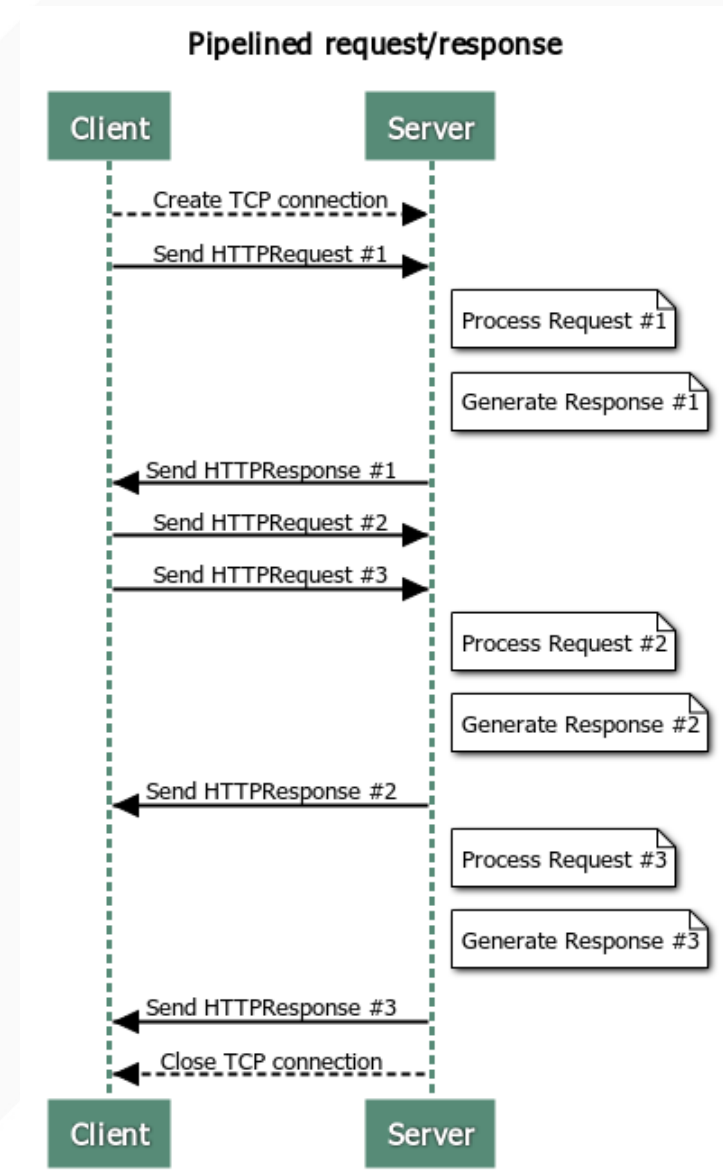 Pipelined request/response
Client
Server
Create TCP connection
Send HTTPRequest #1
Process Request #1
Generate Response #1
Send HTTPResponse #1
Send HTTPRequest #2
Send HTTPRequest #3
Process Request #2
Generate Response #2
Send HTTPResponse #2
Process Request #3
Generate Response #3
Send HTTPResponse #3
Close TCP connection
Client
Server